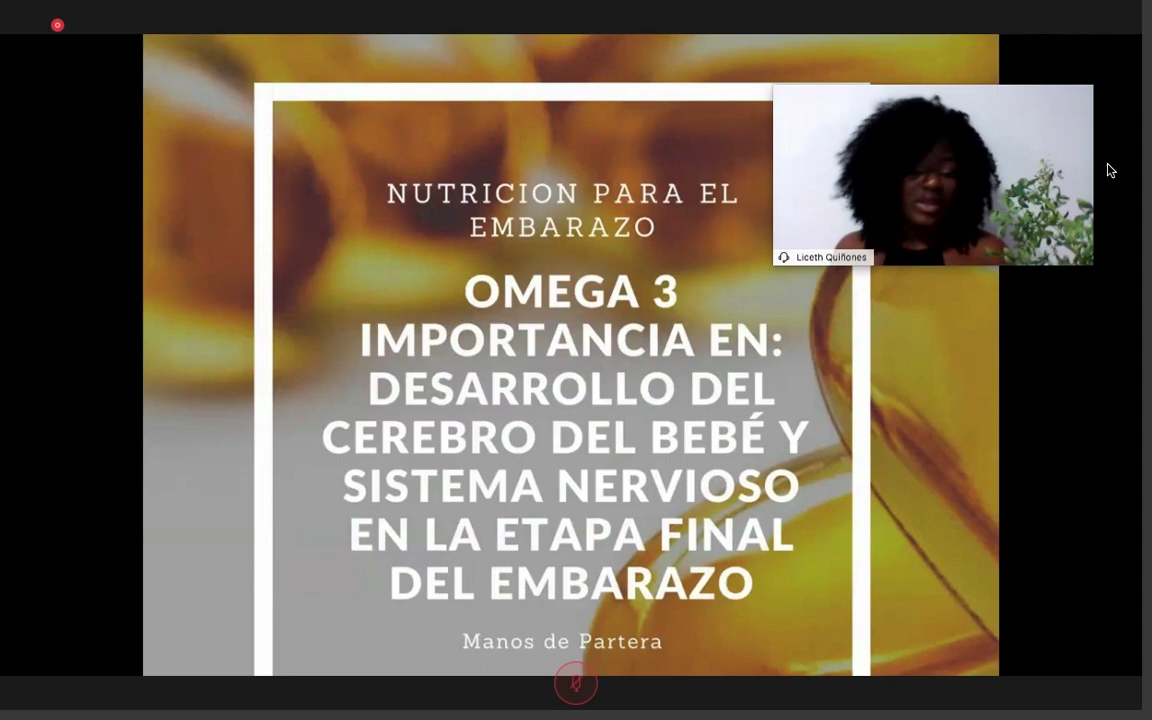 NUTRICION PARA EL
EMBARAZO
OMEGA 3
IMPORTANCIA EN:
DESARROLLO DEL
CEREBRO DEL BEBÉ Y
SISTEMA NERVIOSO
EN LA ETAPA FINAL
DEL EMBARAZO
Manos de Partera
Liceth Quiñones